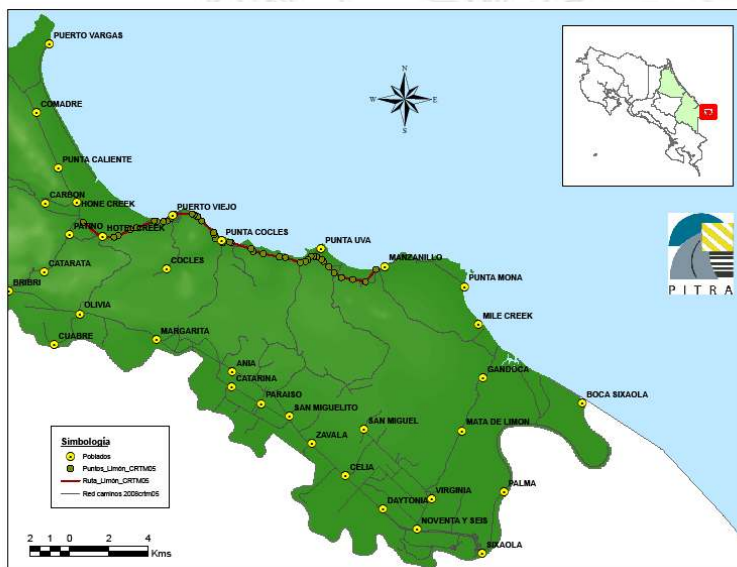 PUERTO VARGAS
COMADRE
N
W E
S
PUNTA CALIENTE
CARBON
HONE CREEK
PUERTO VIEJO
PATIÑO
HOTEL CREEK
PUNTA COCLES
PUNTA UVA
CATARATA
COCLES
MANZANILLO
PITRA
BRIBRI
PUNTA MONA
OLIVIA
MILE CREEK
CUABRE
MARGARITA
ANIA
GANDOCA
CATARINA
PARAISO
BOCA SIXAOLA
SAN MIGUELITO
SAN MIGUEL
MATA DE LIMON
ZAVALA
CELIA
PALMA
VIRGINIA
DAYTONIA
NOVENTA Y SEIS
SIXAOLA
Simbología
Poblados
Puntos_Limón_CRTM05
Ruta_Limón_CRTM05
Red caminos 2008crtm05
2 1 0 2 4
Kms